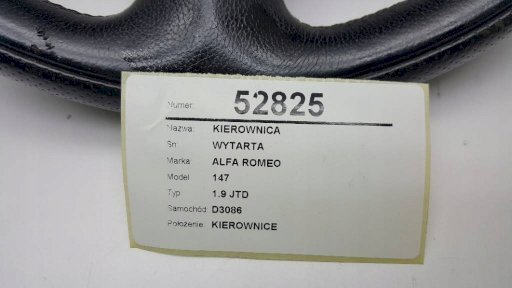 Numer: 52825
Nazwa: KIEROWNICA
Sn: WYTARTA
Marka: ALFA ROMEO
Model: 147
Typ: 1.9 JTD
Samochód: D3086
Położenie: KIEROWNICE